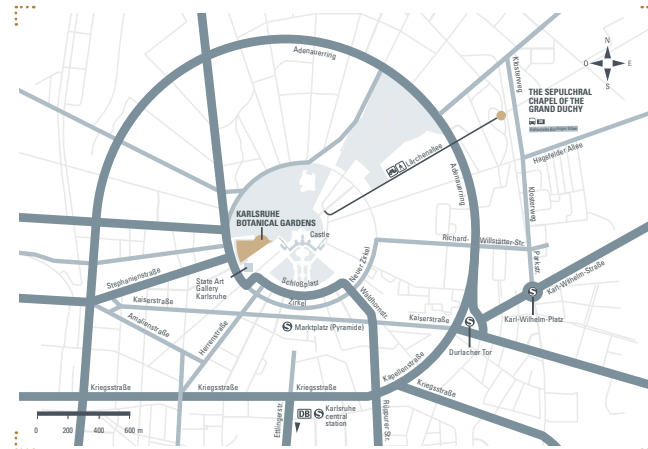 Adenauerring
N
O
E
S
Klosterweg
THE SEPULCHRAL
CHAPEL OF THE
GRAND DUCHY
Hagsfelder Allee
Lärchenallee
Adenauerring
Klosterweg
KARLSRUHE
BOTANICAL GARDENS
Castle
Richard-
Willstätter-Str.
Neuer Zirkel
Parkstr.
Stephanienstraße
State Art
Gallery
Karlsruhe
Schloßplatz
Zirkel
Waldhornstr.
Karl-Wilhelm-Straße
S
Kaiserstraße
Kaiserstraße
S
Karl-Wilhelm-Platz
Amalienstraße
Herrenstraße
S Marktplatz (Pyramide)
Durlacher Tor
Kapellenstraße
Kriegsstraße
Kriegsstraße
Kriegsstraße
Kriegsstraße
Ettlingerstr.
DB S Karlsruhe
central
station
Rüppurrer Str.
0 200 400 600 m